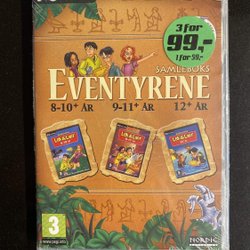 3 for
99,-
1 for 59,-
SAMLEBOKS
EVENTYRENE
8-10+ ÅR 9-11+ ÅR 12+ ÅR
3
www.pegi.info
NORDIC